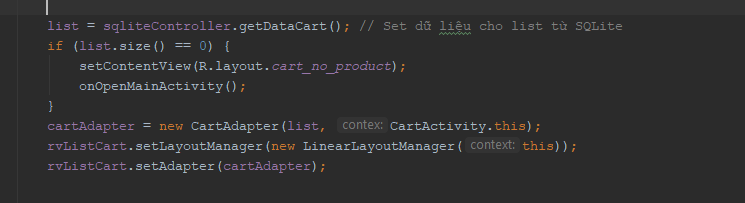 list = sqliteController.getDataCart(); // Set dữ liệu cho list từ SQLite
if (list.size() == 0) {
setContentView(R.layout.cart_no_product);
onOpenMainActivity();
}
cartAdapter = new CartAdapter(list, contex: CartActivity.this);
rvListCart.setLayoutManager(new LinearLayoutManager( context: this));
rvListCart.setAdapter(cartAdapter);